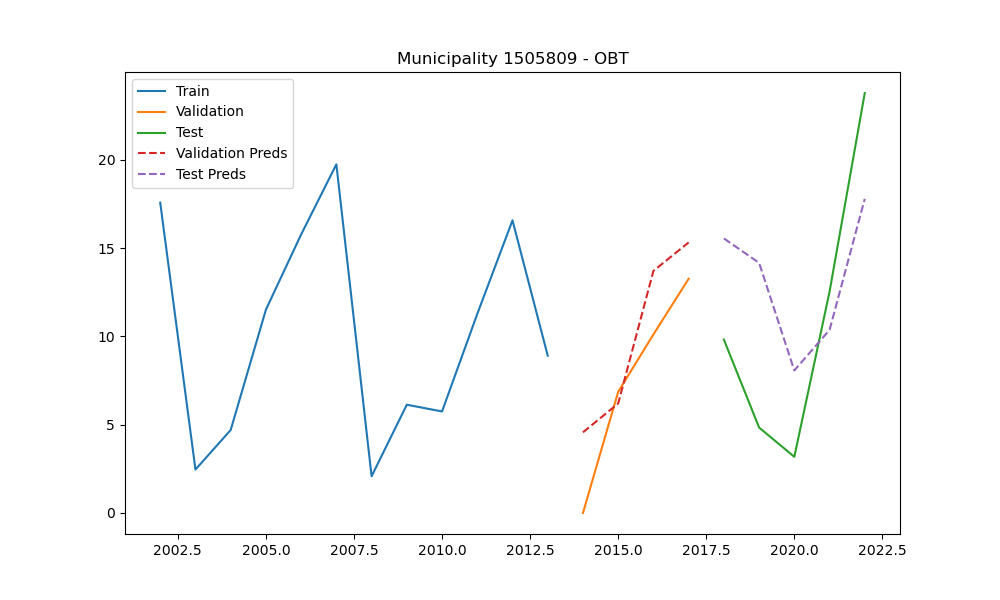 Municipality 1505809 - OBT
Train
Validation
Test
Validation Preds
Test Preds
20
15
10
5
0
2002.5 2005.0 2007.5 2010.0 2012.5 2015.0 2017.5 2020.0 2022.5